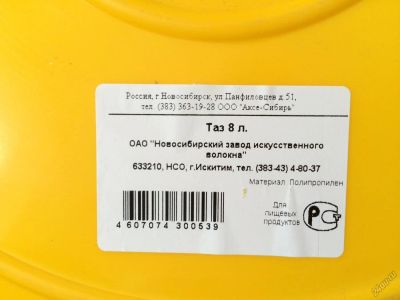 Россия, г Новосибирск, ул Панфиловцев д 51,
тел. (383) 363-19-28 ООО "Аксе-Сибирь"
Таз 8 л.
ОАО "Новосибирский завод искусственного
волокна"
633210, НСО, г.Искитим, тел. (383-43) 4-80-37
Материал Полипропилен
Для
пищевых
продуктов
РСТ
4 607074 300539